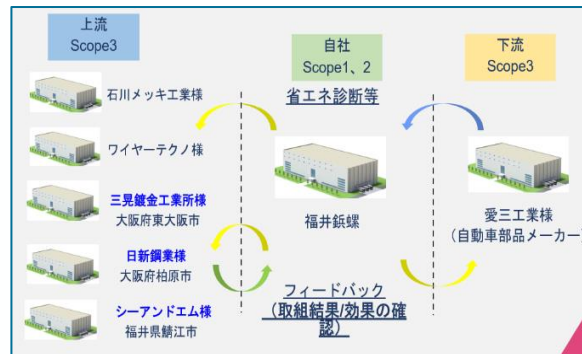 上流
Scope3
石川メッキ工業様
ワイヤーテクノ様
三晃鍍金工業所様
大阪府東大阪市
日新鋼業様
大阪府柏原市
シーアンドエム様
福井県鯖江市
自社
Scope1、2
省エネ診断等
福井鋲螺
フィードバック
（取組結果/効果の確
認）
下流
Scope3
愛三工業様
（自動車部品メーカー）